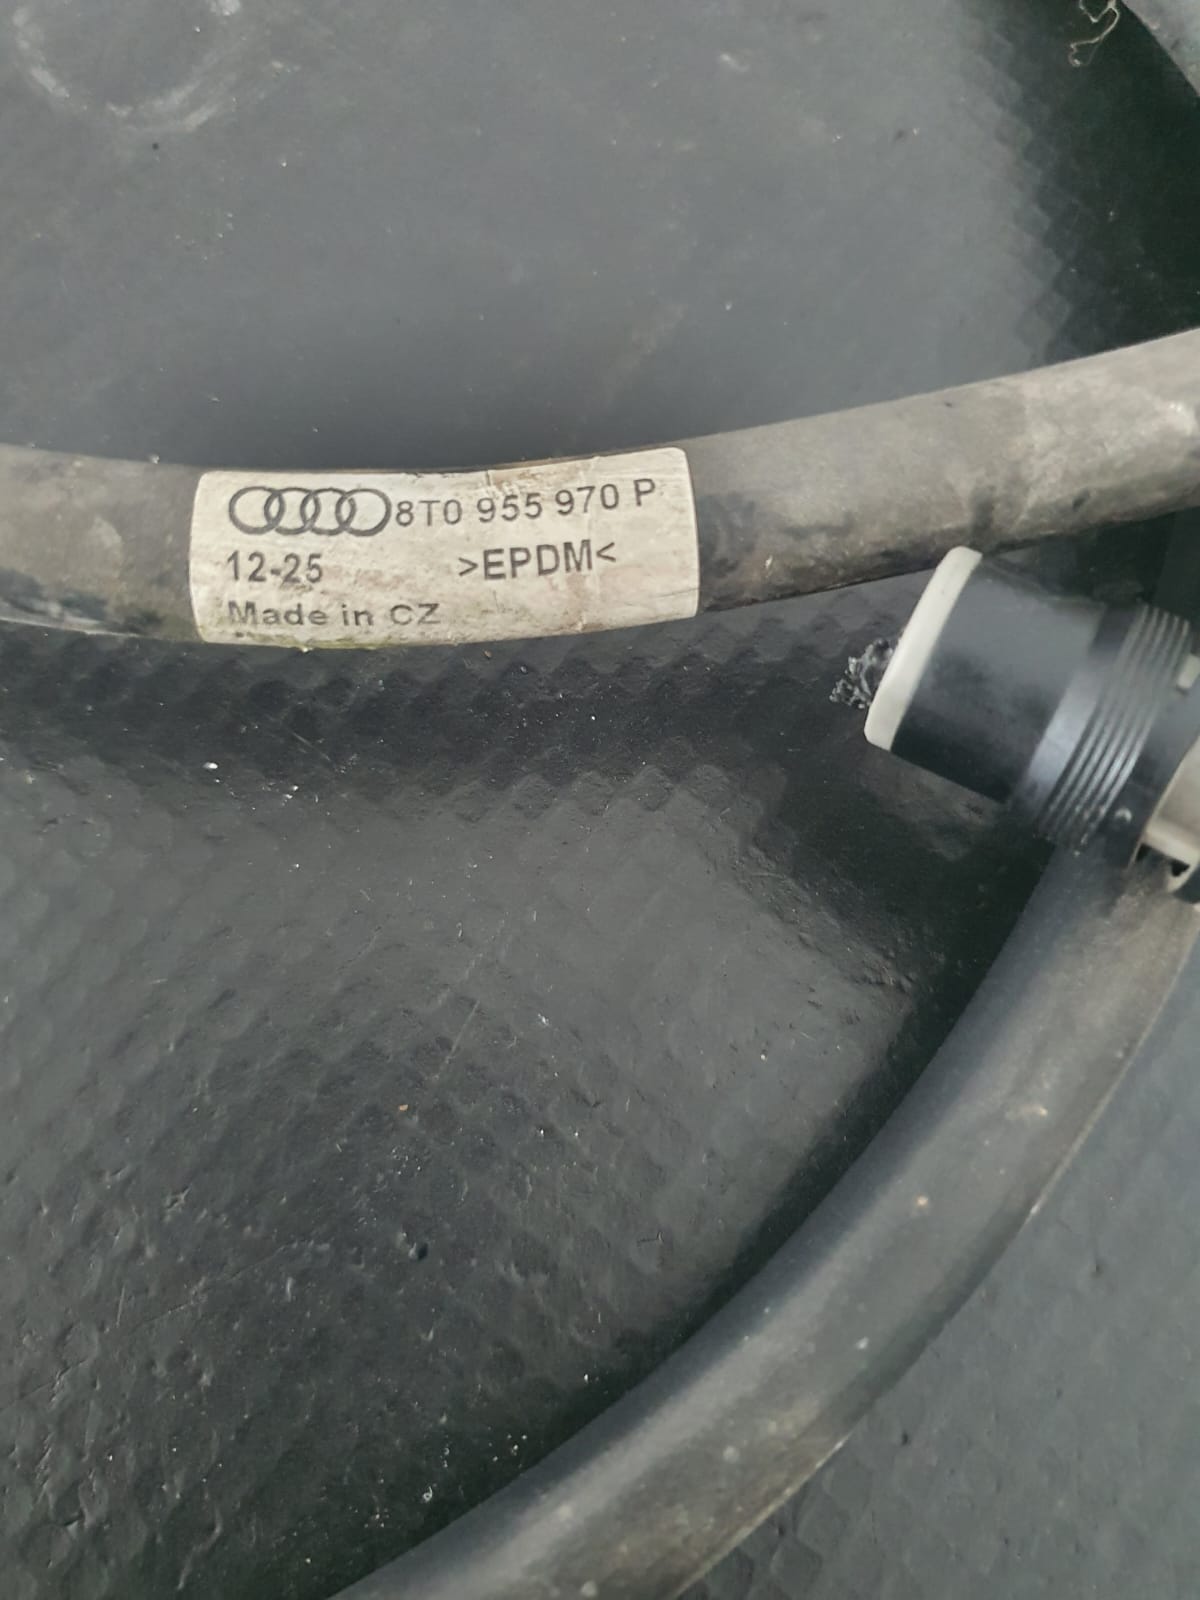 8T0 955 970 P
12-25 >EPDM<
Made in CZ